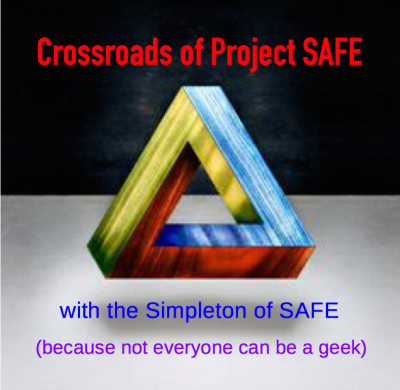 Crossroads of Project SAFE
with the Simpleton of SAFE
(because not everyone can be a geek)